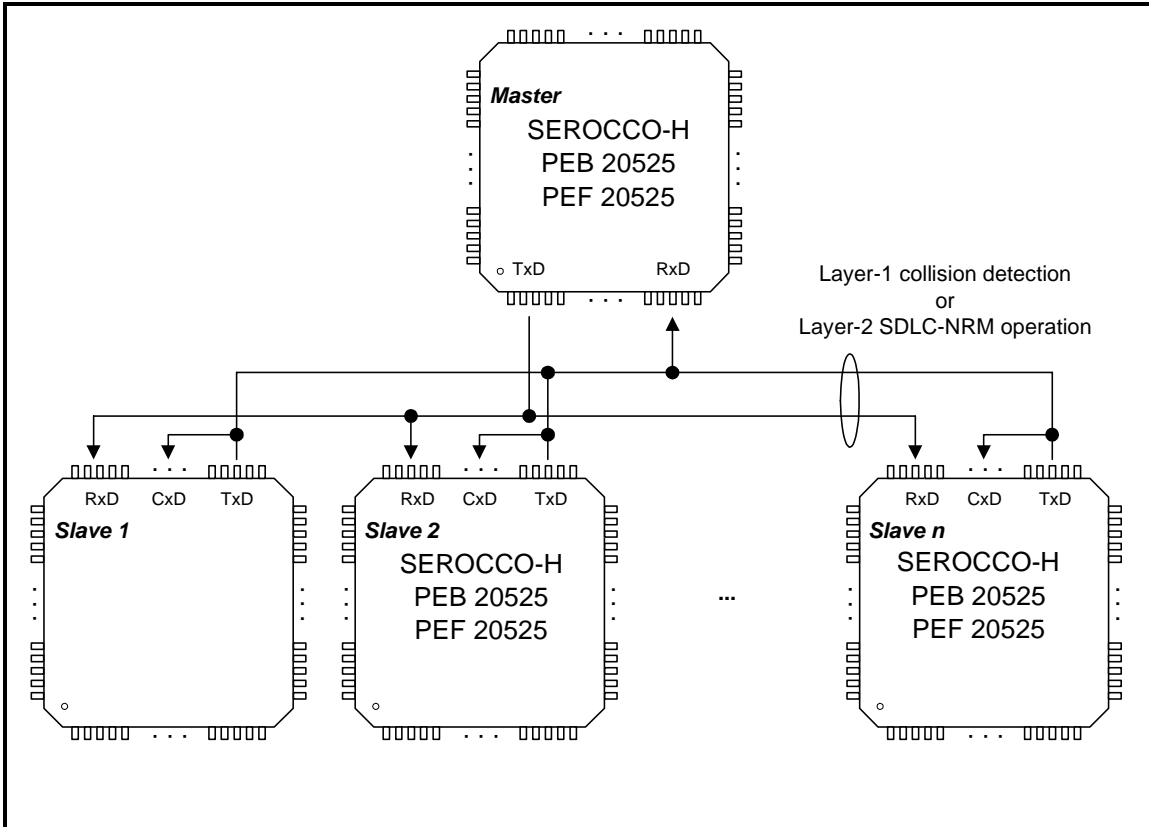 Master
SEROCCO-H
PEB 20525
PEF 20525
TxD
RxD
Layer-1 collision detection
or
Layer-2 SDLC-NRM operation
RxD
CxD
TxD
Slave 1
RxD
CxD
TxD
Slave 2
SEROCCO-H
PEB 20525
PEF 20525
...
RxD
CxD
TxD
Slave n
SEROCCO-H
PEB 20525
PEF 20525